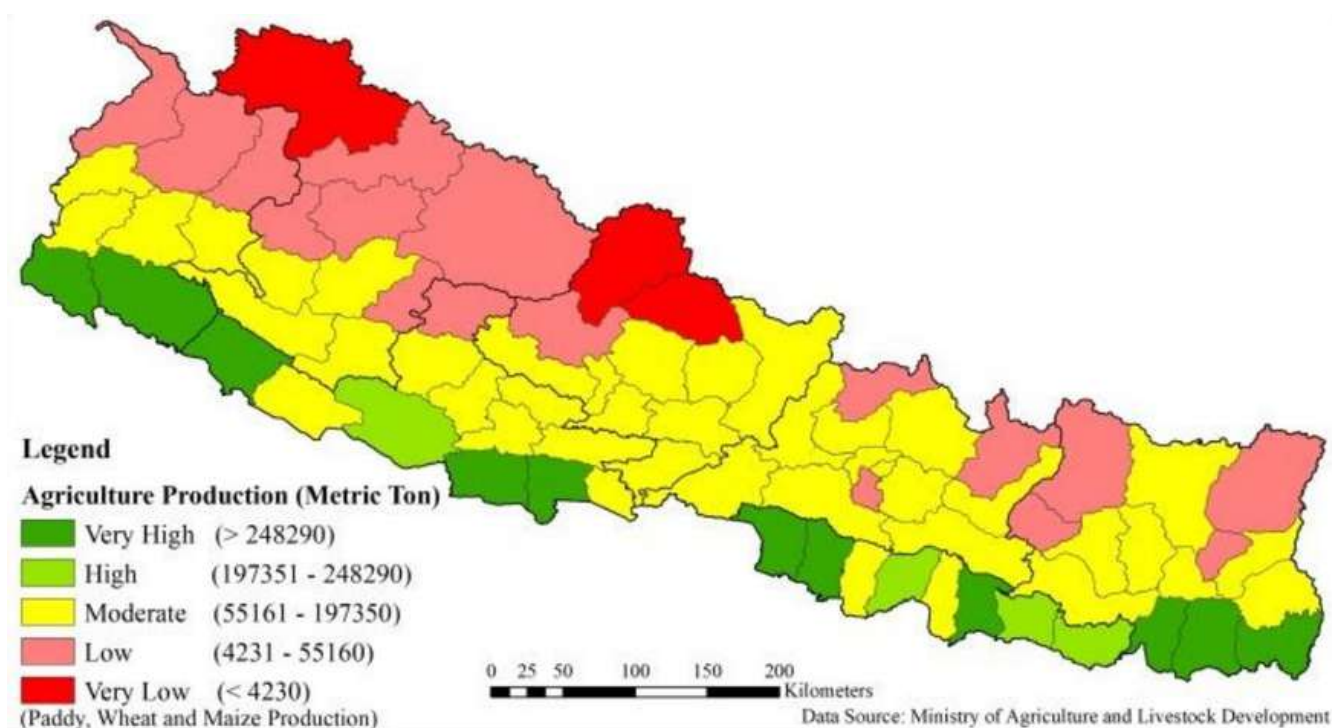 Legend
Agriculture Production (Metric Ton)
Very High (> 248290)
High (197351 - 248290)
Moderate (55161 - 197350)
Low (4231 - 55160)
Very Low (< 4230)
(Paddy, Wheat and Maize Production)
0 25 50 100 150 200
Kilometers
Data Source: Ministry of Agriculture and Livestock Development